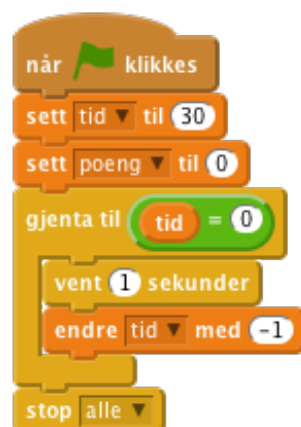 når klikkes
sett tid til 30
sett poeng til 0
gjenta til tid = 0
vent 1 sekunder
endre tid med -1
stop alle